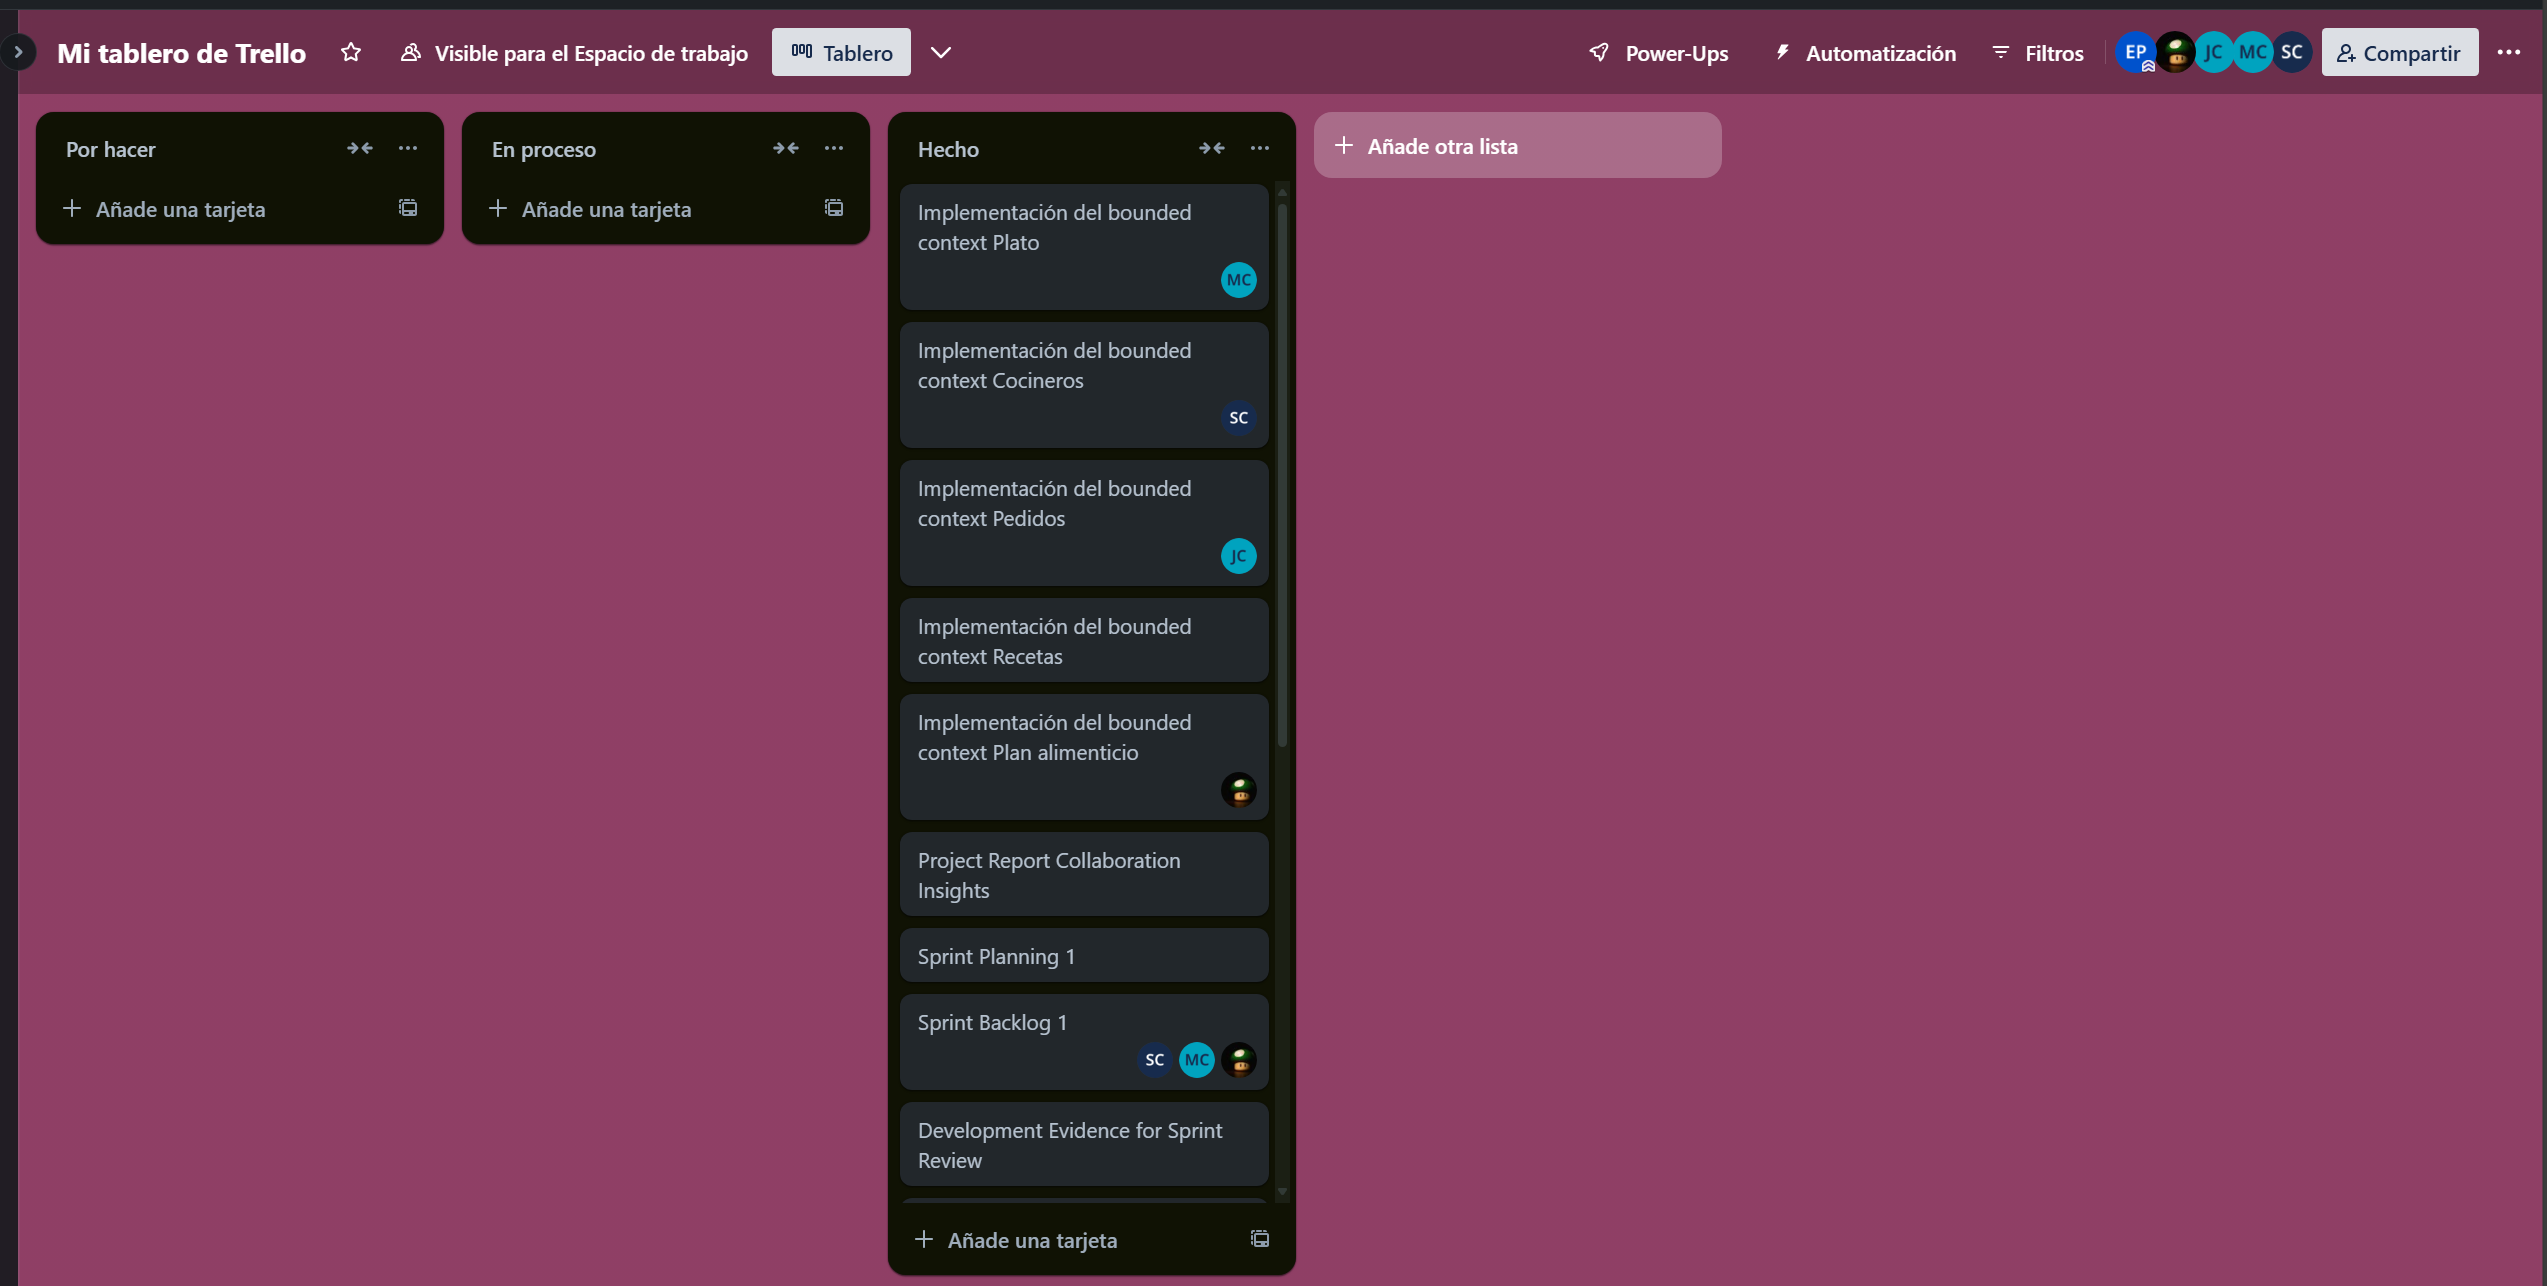 Mi tablero de Trello
Visible para el Espacio de trabajo
Tablero
Power-Ups
Automatización
Filtros
EP
JC
MC
SC
Compartir
Por hacer
Añade una tarjeta
En proceso
Añade una tarjeta
Hecho
Implementación del bounded
context Plato
MC
Implementación del bounded
context Cocineros
SC
Implementación del bounded
context Pedidos
JC
Implementación del bounded
context Recetas
Implementación del bounded
context Plan alimenticio
Project Report Collaboration
Insights
Sprint Planning 1
Sprint Backlog 1
SC
MC
Development Evidence for Sprint
Review
Añade una tarjeta
Añade otra lista